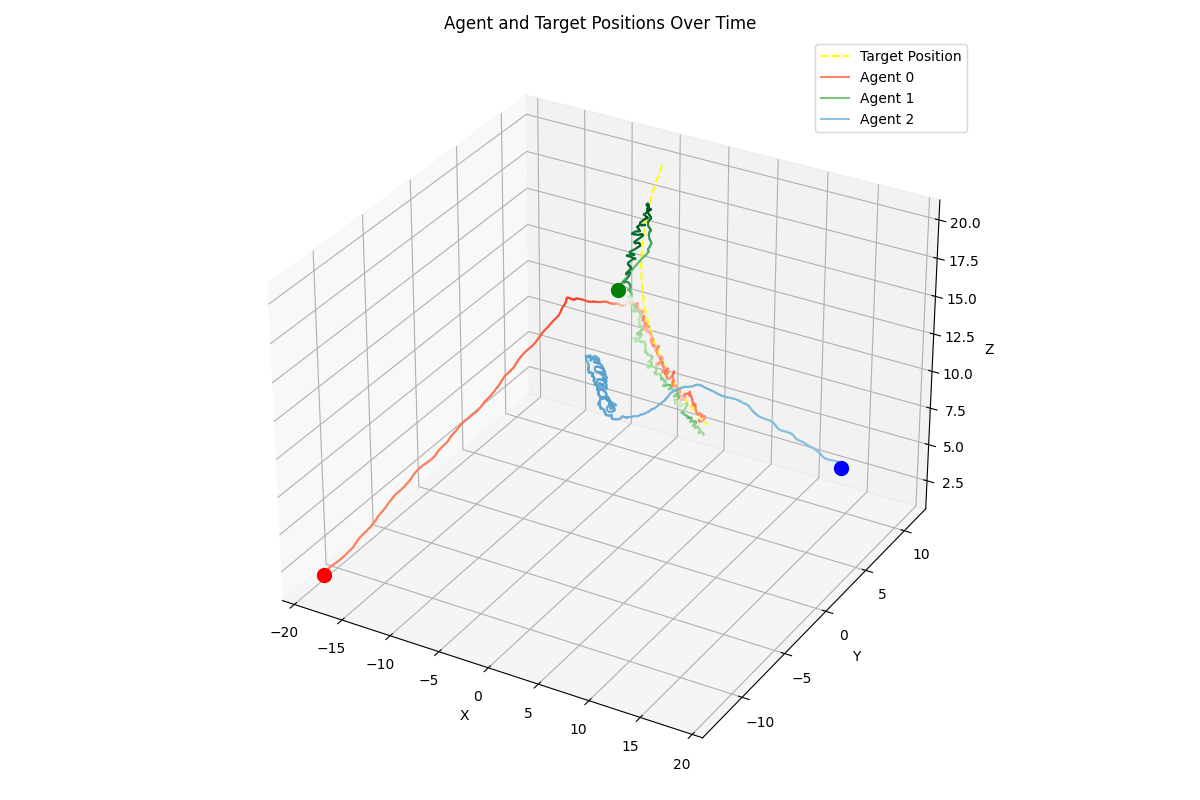 Agent and Target Positions Over Time
Target Position
Agent 0
Agent 1
Agent 2
20.0
17.5
15.0
12.5
10.0
7.5
5.0
2.5
Z
10
5
0
−5
−10
Y
−20
−15
−10
−5
0
5
10
15
20
X